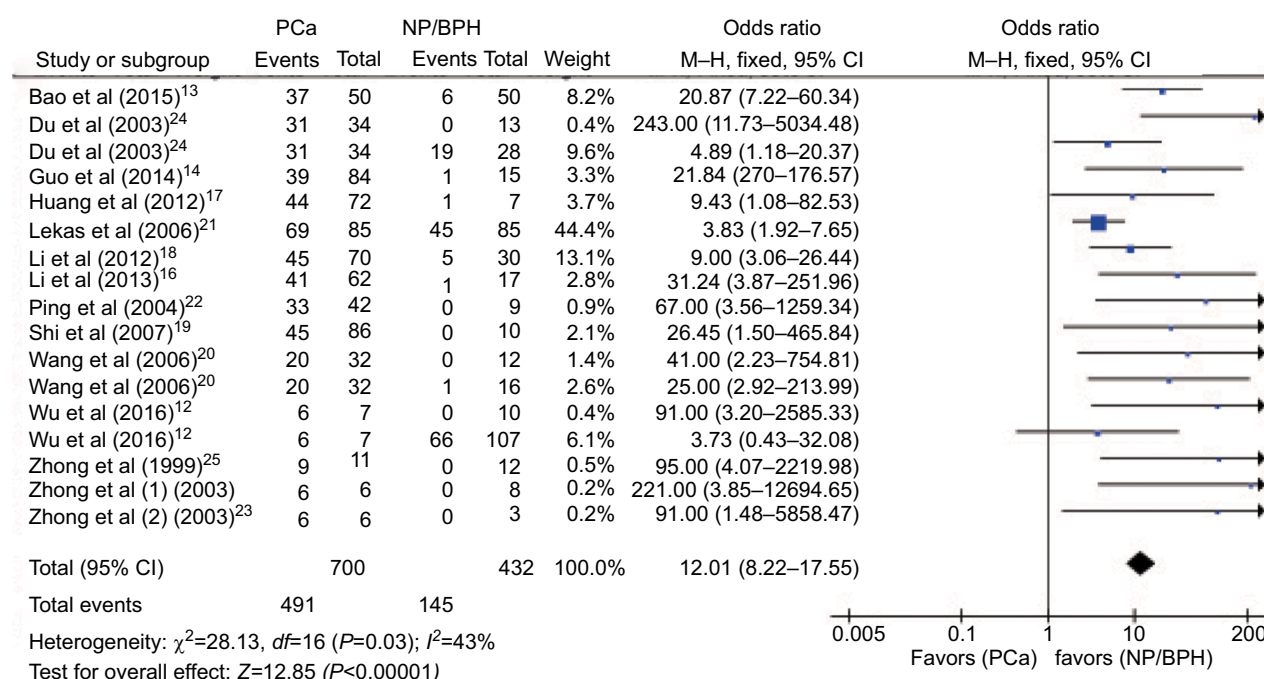 PCa NP/BPH Odds ratio Odds ratio
Study or subgroup Events Total Events Total Weight M–H, fixed, 95% CI M–H, fixed, 95% CI
Bao et al (2015)13 37 50 6 50 8.2% 20.87 (7.22–60.34)
Du et al (2003)24 31 34 0 13 0.4% 243.00 (11.73–5034.48)
Du et al (2003)24 31 34 19 28 9.6% 4.89 (1.18–20.37)
Guo et al (2014)14 39 84 1 15 3.3% 21.84 (270–176.57)
Huang et al (2012)17 44 72 1 7 3.7% 9.43 (1.08–82.53)
Lekas et al (2006)21 69 85 45 85 44.4% 3.83 (1.92–7.65)
Li et al (2012)18 45 70 5 30 13.1% 9.00 (3.06–26.44)
Li et al (2013)16 41 62 1 17 2.8% 31.24 (3.87–251.96)
Ping et al (2004)22 33 42 0 9 0.9% 67.00 (3.56–1259.34)
Shi et al (2007)19 45 86 0 10 2.1% 26.45 (1.50–465.84)
Wang et al (2006)20 20 32 0 12 1.4% 41.00 (2.23–754.81)
Wang et al (2006)20 20 32 1 16 2.6% 25.00 (2.92–213.99)
Wu et al (2016)12 6 7 0 10 0.4% 91.00 (3.20–2585.33)
Wu et al (2016)12 6 7 66 107 6.1% 3.73 (0.43–32.08)
Zhong et al (1999)25 9 11 0 12 0.5% 95.00 (4.07–2219.98)
Zhong et al (1) (2003) 6 6 0 8 0.2% 221.00 (3.85–12694.65)
Zhong et al (2) (2003)23 6 6 0 3 0.2% 91.00 (1.48–5858.47)
Total (95% CI) 700 432 100.0% 12.01 (8.22–17.55)
Total events 491 145
Heterogeneity: χ2=28.13, df=16 (P=0.03); I2=43%
Test for overall effect: Z=12.85 (P<0.00001)
0.005 0.1 1 10 200
Favors (PCa) favors (NP/BPH)